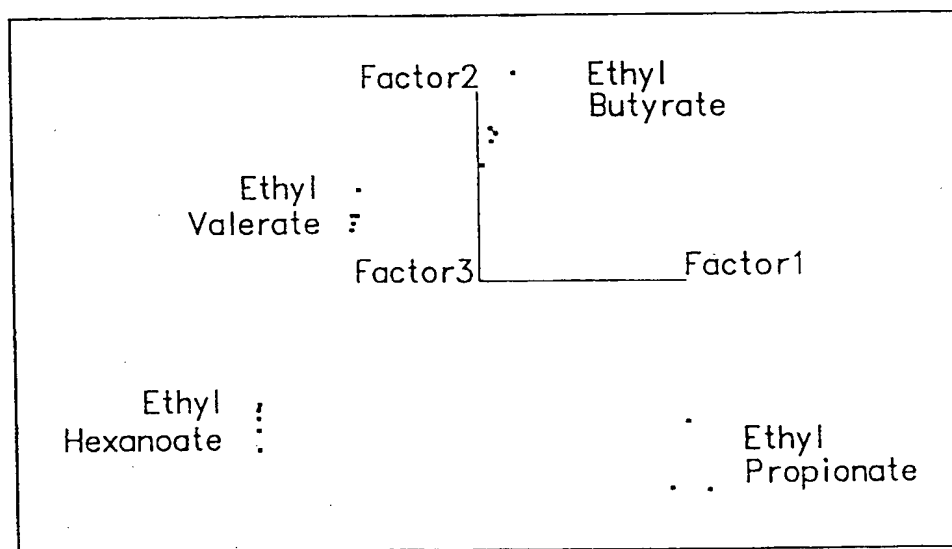 Factor2
Ethyl
Butyrate
Ethyl
Valerate
Factor3
Factor1
Ethyl
Hexanoate
Ethyl
Propionate